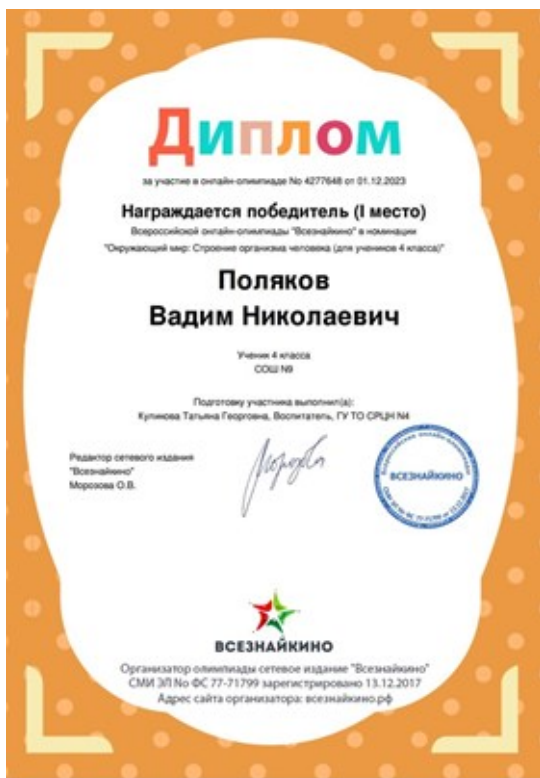 Диплом
за участие в онлайн-олимпиаде No 4277648 от 01.12.2023
Награждается победитель (I место)
Всероссийской онлайн-олимпиады "Всезнайкино" в номинации
"Окружающий мир: Строение организма человека (для учеников 4 класса)"
Поляков
Вадим Николаевич
Ученик 4 класса
СОШ N9
Подготовку участника выполнил(а):
Куликова Татьяна Георговна, Воспитатель, ГУ ТО СРЦН N4
Редактор сетевого издания
"Всезнайкино"
Морозова О.В.
ВСЕЗНАЙКИНО
ВСЕЗНАЙКИНО
Организатор олимпиады сетевое издание "Всезнайкино"
СМИ ЭЛ No ФС 77-71799 зарегистрировано 13.12.2017
Адрес сайта организатора: всезнайкино.рф